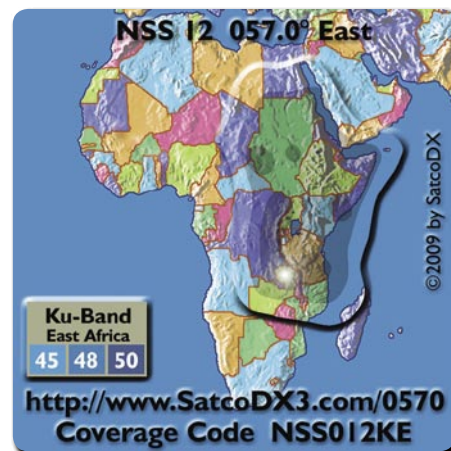 NSS 12 057.0° East
©2009 by SatcoDX
Ku-Band
East Africa
45 48 50
http://www.SatcoDX3.com/0570
Coverage Code NSS012KE